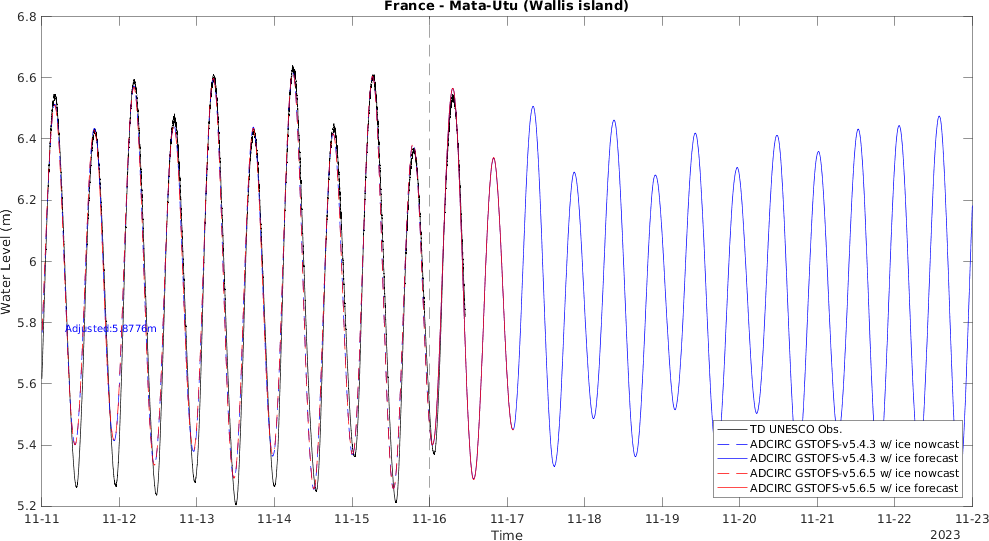 France - Mata-Utu (Wallis island)
6.8
6.6
6.4
6.2
6
5.8
5.6
5.4
5.2
Water Level (m)
Adjusted:5.8776m
TD UNESCO Obs.
ADCIRC GSTOFS-v5.4.3 w/ ice nowcast
ADCIRC GSTOFS-v5.4.3 w/ ice forecast
ADCIRC GSTOFS-v5.6.5 w/ ice nowcast
ADCIRC GSTOFS-v5.6.5 w/ ice forecast
11-11 11-12 11-13 11-14 11-15 11-16 11-17 11-18 11-19 11-20 11-21 11-22 11-23
Time
2023